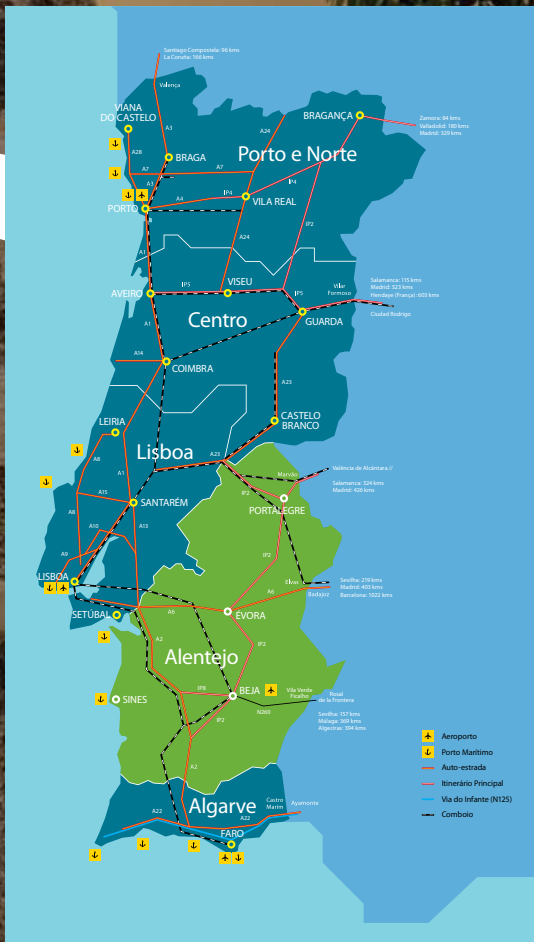 Santiago Compostela: 96 kms
La Coruña: 166 kms
Valença
VIANA
DO CASTELO
BRAGANÇA
Zamora: 84 kms
Valladolid: 180 kms
Madrid: 329 kms
A3
A24
A28
BRAGA
Porto e Norte
A7
A7
A3
A4
IP4
IP4
PORTO
VILA REAL
IP2
A24
A1
IP5
VISEU
IP5
Vilar
Formoso
Salamanca: 115 kms
Madrid: 323 kms
Hendaye (França): 603 kms
AVEIRO
Ciudad Rodrigo
Centro
GUARDA
A1
A14
COIMBRA
A23
LEIRIA
CASTELO
BRANCO
Lisboa
A23
A8
A1
Marvão
València de Alcántara //
Salamanca: 324 kms
Madrid: 426 kms
IP2
A15
SANTARÉM
PORTALEGRE
A8
A10
A13
A9
IP2
LISBOA
Elvas
Badajoz
Sevilha: 219 kms
Madrid: 403 kms
Barcelona: 1022 kms
A6
SETÚBAL
A6
ÉVORA
A2
IP2
Alentejo
IP8
BEJA
Vila Verde
Ficalho
Rosal
de la Frontera
SINES
N260
IP2
Sevilha: 157 kms
Málaga: 369 kms
Algeciras: 394 kms
A2
Algarve
Castro
Marim
Ayamonte
A22
A22
FARO
Aeroporto
Porto Marítimo
Auto-estrada
Itinerário Principal
Via do Infante (N125)
Comboio